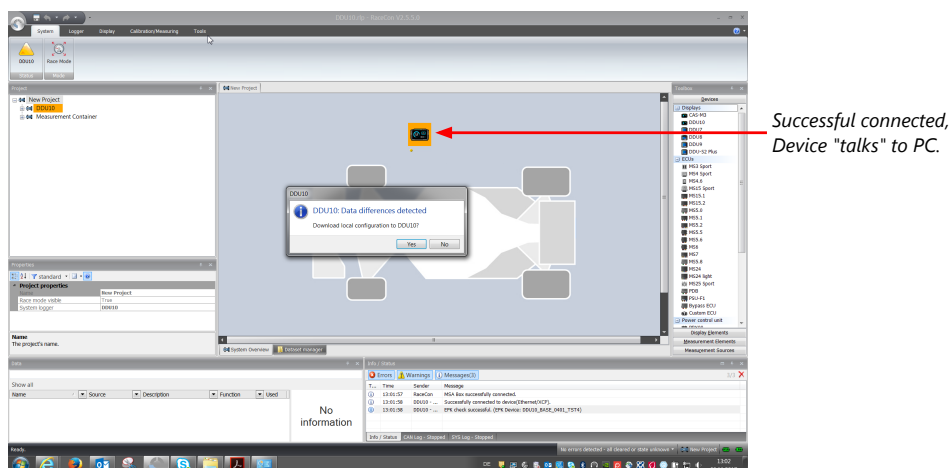 DDU10.rcp - RaceCon V2.5.5.0
System Logger Display Calibration/Measuring Tools
DDU10 Race Mode
Status Mode
Project
New Project
DDU10
Measurement Container
New Project
Toolbox
Devices
Displays
CAS-M3
DDU10
DDU7
DDU8
DDU9
DDU-S2 Plus
ECUs
MS3 Sport
MS4 Sport
MS4.6
MS15 Sport
MS15.1
MS15.2
MS5.0
MS5.1
MS5.2
MS5.5
MS5.6
MS6
MS7
MS5.8
MS24
MS24 light
MS25 Sport
PDB
PSU-F1
Bypass ECU
Custom ECU
Power control unit
Display Elements
Measurement Elements
Measurement Sources
Successful connected,
Device "talks" to PC.
DDU10
DDU10: Data differences detected
Download local configuration to DDU10?
Yes No
Properties
standard
Project properties
Name New Project
Race mode visible True
System logger DDU10
Name
The project's name.
System Overview Dataset manager
Data
Show all
Name Source Description Function Used
No
information
Info / Status
Errors Warnings Messages(3)
T... Time Sender Message
13:01:57 RaceCon MSA Box successfully connected.
13:01:58 DDU10 - ... Successfully connected to device(Ethernet/XCP).
13:01:58 DDU10 - ... EPK check successful. (EPK Device: DDU10_BASE_0401_TST4)
Info / Status CAN Log - Stopped SYS Log - Stopped
Ready.
No errors detected - all cleared or state unknown New Project
DE
13:02